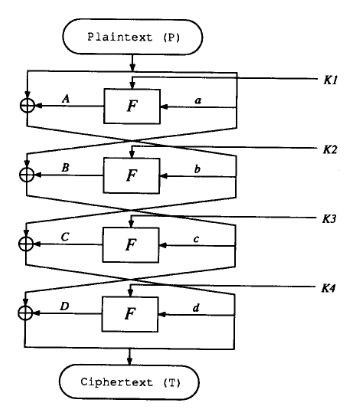 Plaintext (P)
K1
A F a
K2
B F b
K3
C F c
K4
D F d
Ciphertext (T)